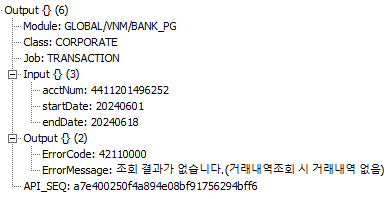 Output {} (6)
Module: GLOBAL/VNM/BANK_PG
Class: CORPORATE
Job: TRANSACTION
Input {} (3)
acctNum: 4411201496252
startDate: 20240601
endDate: 20240618
Output {} (2)
ErrorCode: 42110000
ErrorMessage: 조회 결과가 없습니다.(거래내역조회 시 거래내역 없음)
API_SEQ: a7e400250f4a894e08bf91756294bff6